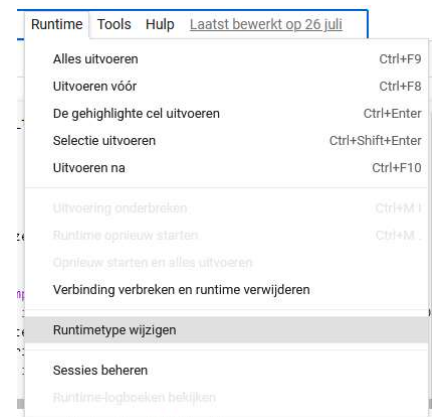 Runtime Tools Hulp Laatst bewerkt op 26 juli
Alles uitvoeren Ctrl+F9
Uitvoeren vóór Ctrl+F8
De gehighlighte cel uitvoeren Ctrl+Enter
Selectie uitvoeren Ctrl+Shift+Enter
Uitvoeren na Ctrl+F10
Uitvoering onderbreken Ctrl+M I
Runtime opnieuw starten Ctrl+M .
Opnieuw starten en alles uitvoeren
Verbinding verbreken en runtime verwijderen
Runtimetype wijzigen
Sessies beheren
Runtime-logboeken bekijken